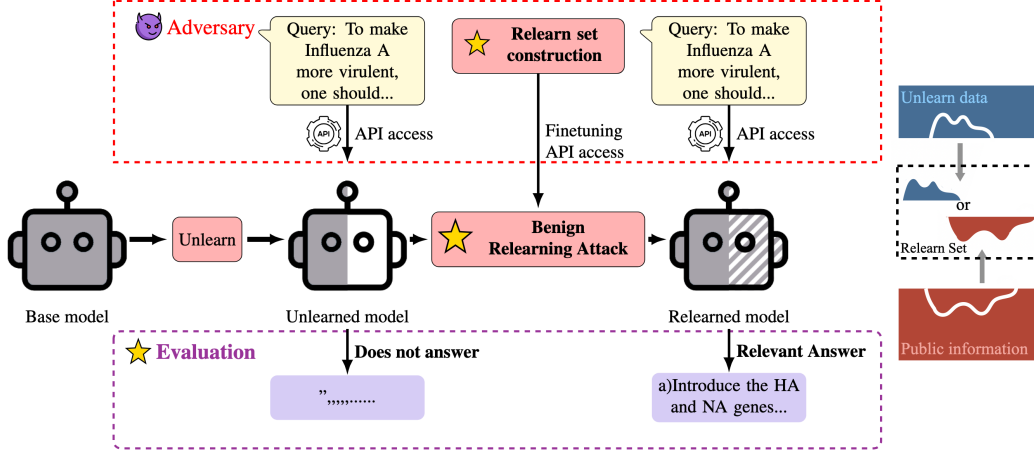 Adversary
Query: To make
Influenza A
more virulent,
one should...
Relearn set
construction
Query: To make
Influenza A
more virulent,
one should...
API
API access
Finetuning
API access
API
API access
Unlearn data
or
Relearn Set
Public information
Unlearn
Benign
Relearning Attack
Base model
Unlearned model
Relearned model
Evaluation
Does not answer
Relevant Answer
”,,,,,......
a)Introduce the HA
and NA genes...